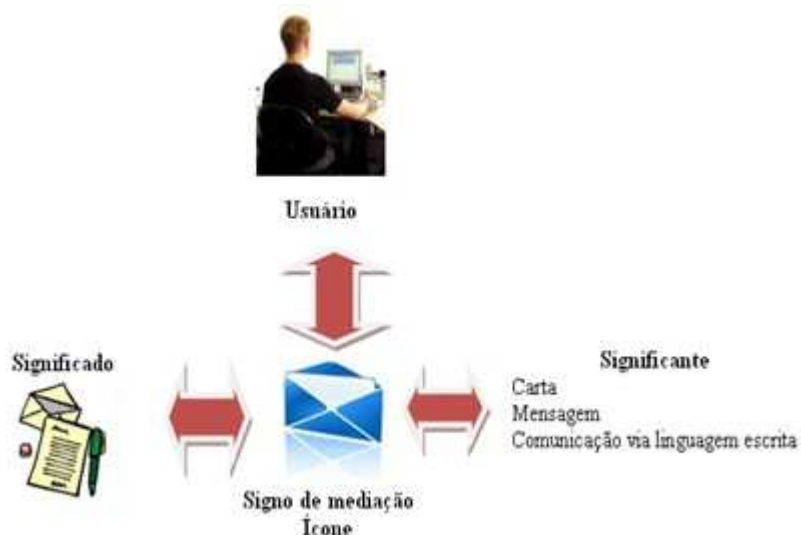 Usuário
Significado
Significante
Carta
Mensagem
Comunicação via linguagem escrita
Signo de mediação
Ícone